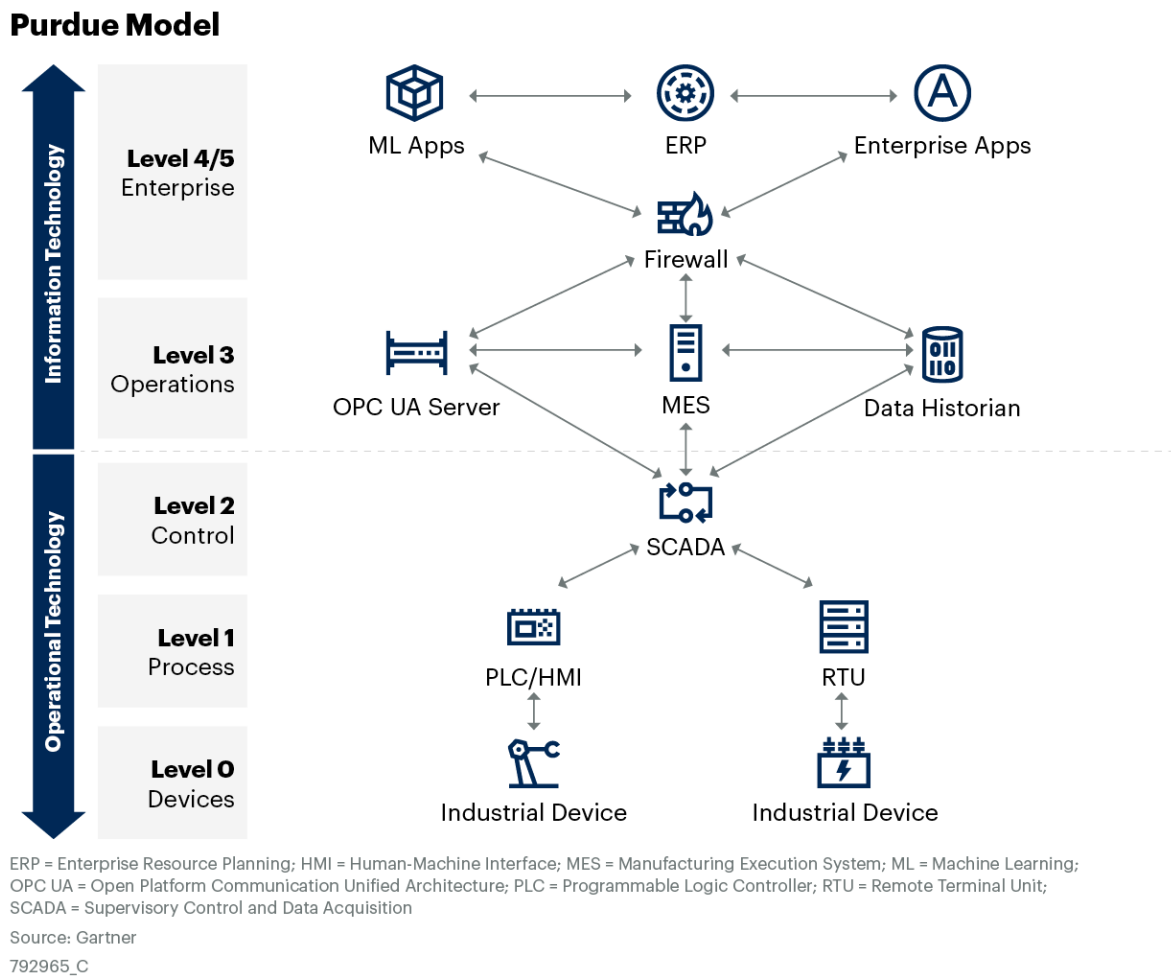 Purdue Model
Information Technology
Operational Technology
Level 4/5
Enterprise
ML Apps
ERP
Enterprise Apps
Firewall
Level 3
Operations
OPC UA Server
MES
Data Historian
Level 2
Control
SCADA
Level 1
Process
PLC/HMI
RTU
Level 0
Devices
Industrial Device
Industrial Device
ERP = Enterprise Resource Planning; HMI = Human-Machine Interface; MES = Manufacturing Execution System; ML = Machine Learning;
OPC UA = Open Platform Communication Unified Architecture; PLC = Programmable Logic Controller; RTU = Remote Terminal Unit;
SCADA = Supervisory Control and Data Acquisition
Source: Gartner
792965_C